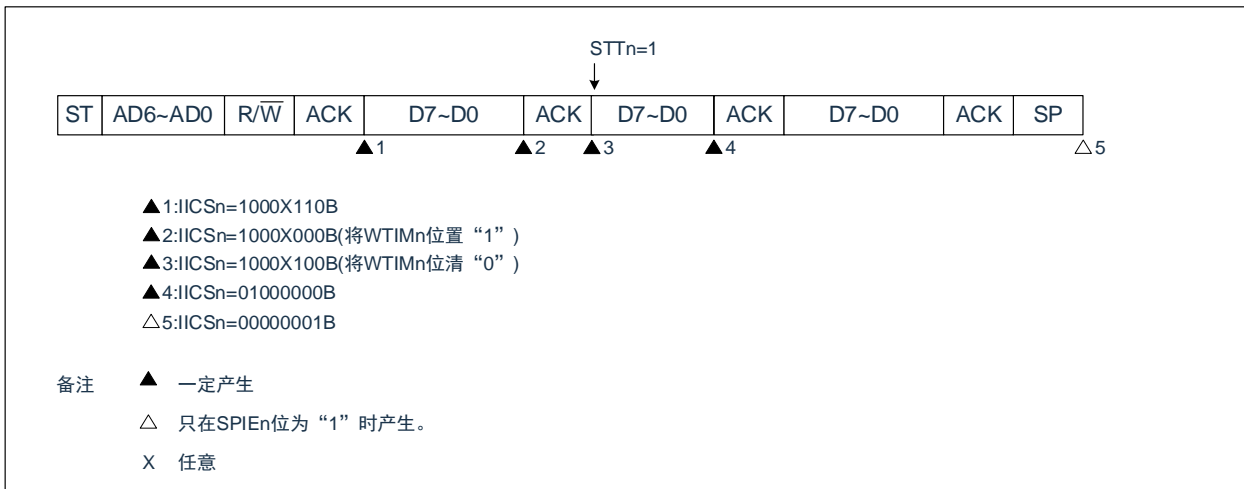 STTn=1
ST AD6~AD0 R/W̅ ACK D7~D0 ACK D7~D0 ACK D7~D0 ACK SP
▲1 ▲2 ▲3 ▲4 △5
▲1:IICSn=1000X110B
▲2:IICSn=1000X000B(将WTIMn位置“1”)
▲3:IICSn=1000X100B(将WTIMn位清“0”)
▲4:IICSn=01000000B
△5:IICSn=00000001B
备注 ▲ 一定产生
△ 只在SPIEn位为“1”时产生。
X 任意